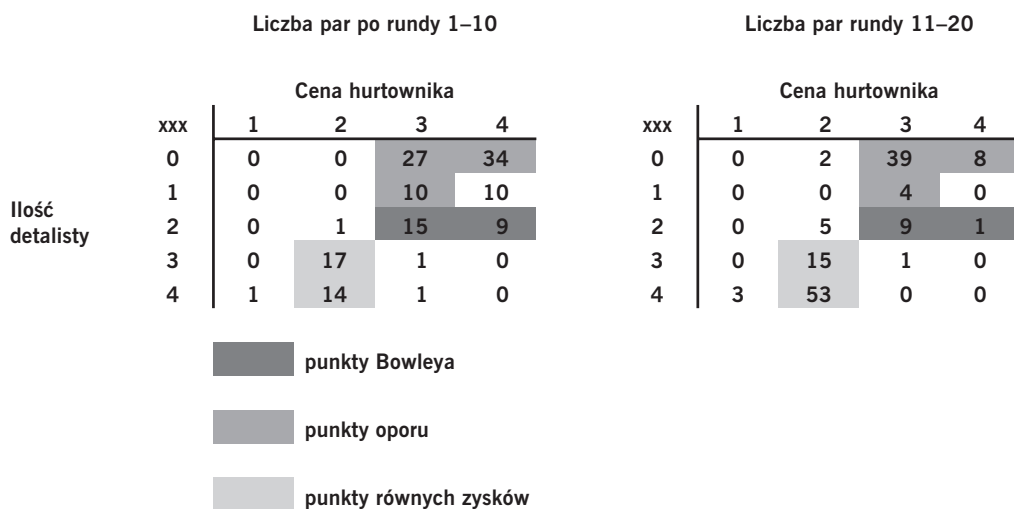 Liczba par po rundy 1–10
Liczba par rundy 11–20
Cena hurtownika
Cena hurtownika
xxx 1 2 3 4
xxx 1 2 3 4
0 0 0 27 34
0 0 2 39 8
1 0 0 10 10
1 0 0 4 0
Ilość
detalisty
2 0 1 15 9
2 0 5 9 1
3 0 17 1 0
3 0 15 1 0
4 1 14 1 0
4 3 53 0 0
punkty Bowleya
punkty oporu
punkty równych zysków